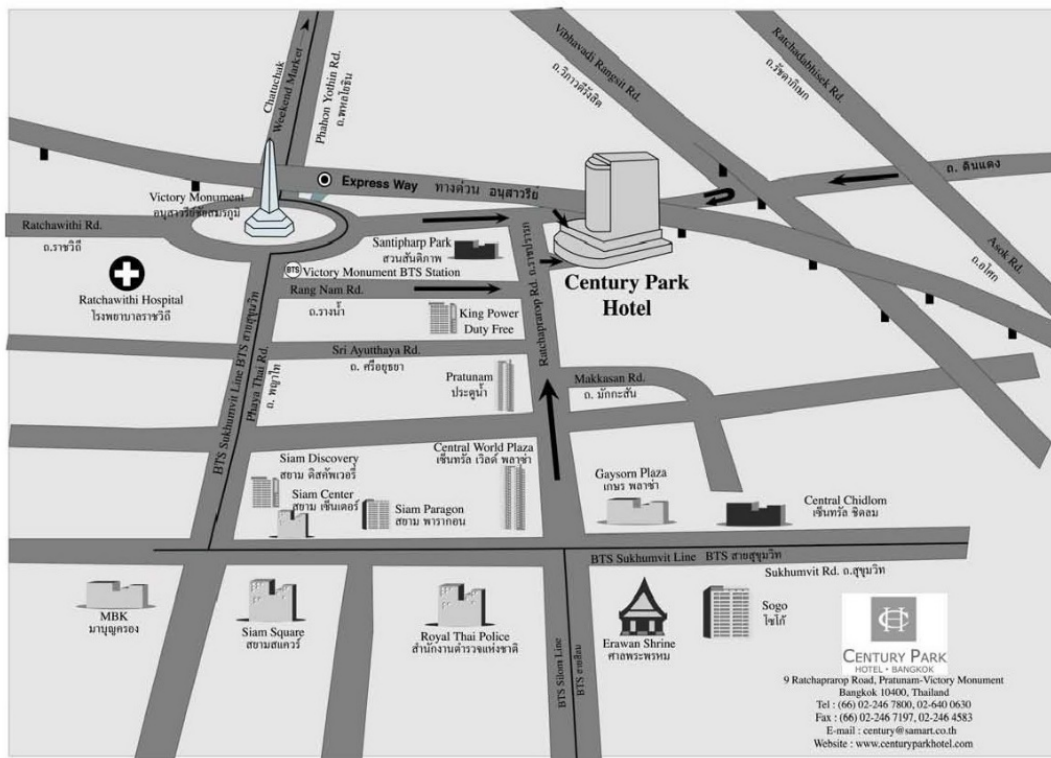 Chatuchak
Weekend Market
Phahon Yothin Rd.
ถ.พหลโยธิน
Vibhavadi Rangsit Rd.
ถ.วิภาวดีรังสิต
Ratchadabhisek Rd.
ถ.รัชดาภิเษก
Express Way ทางด่วน อนุสาวรีย์
ถ. ดินแดง
Victory Monument
อนุสาวรีย์ชัยสมรภูมิ
Ratchawithi Rd.
ถ.ราชวิถี
Santipharp Park
สวนสันติภาพ
BTS Victory Monument BTS Station
Ratchawithi Hospital
โรงพยาบาลราชวิถี
Rang Nam Rd.
ถ.รางน้ำ
King Power
Duty Free
Ratchaprarop Rd. ถ.ราชปรารภ
Century Park
Hotel
Asok Rd.
ถ.อโศก
Sri Ayutthaya Rd.
ถ. ศรีอยุธยา
BTS Sukhumvit Line BTS สายสุขุมวิท
Phaya Thai Rd.
ถ. พญาไท
Pratunam
ประตูน้ำ
Makkasan Rd.
ถ. มักกะสัน
Siam Discovery
สยาม ดิสคัฟเวอรี่
Siam Center
สยาม เซ็นเตอร์
Siam Paragon
สยาม พารากอน
Central World Plaza
เซ็นทรัล เวิลด์ พลาซ่า
Gaysorn Plaza
เกษร พลาซ่า
Central Chidlom
เซ็นทรัล ชิดลม
BTS Sukhumvit Line BTS สายสุขุมวิท
Sukhumvit Rd. ถ.สุขุมวิท
MBK
มาบุญครอง
Siam Square
สยามสแควร์
Royal Thai Police
สำนักงานตำรวจแห่งชาติ
BTS Silom Line
BTS สายสีลม
Erawan Shrine
ศาลพระพรหม
Sogo
โซโก้
CENTURY PARK
HOTEL • BANGKOK
9 Ratchaprarop Road, Pratunam-Victory Monument
Bangkok 10400, Thailand
Tel : (66) 02-246 7800, 02-640 0630
Fax : (66) 02-246 7197, 02-246 4583
E-mail : century@samart.co.th
Website : www.centuryparkhotel.com